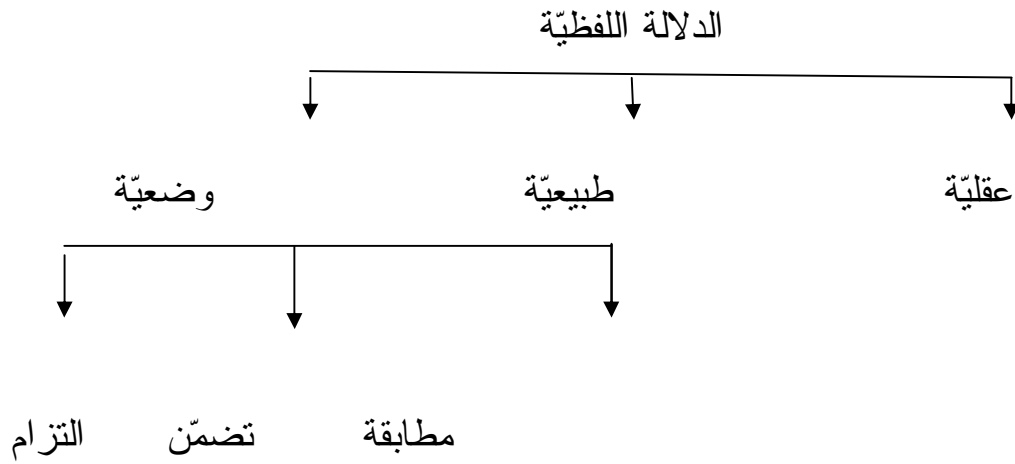 الدلالة اللفظيّة
عقليّة طبيعيّة وضعيّة
مطابقة تضمّن التزام